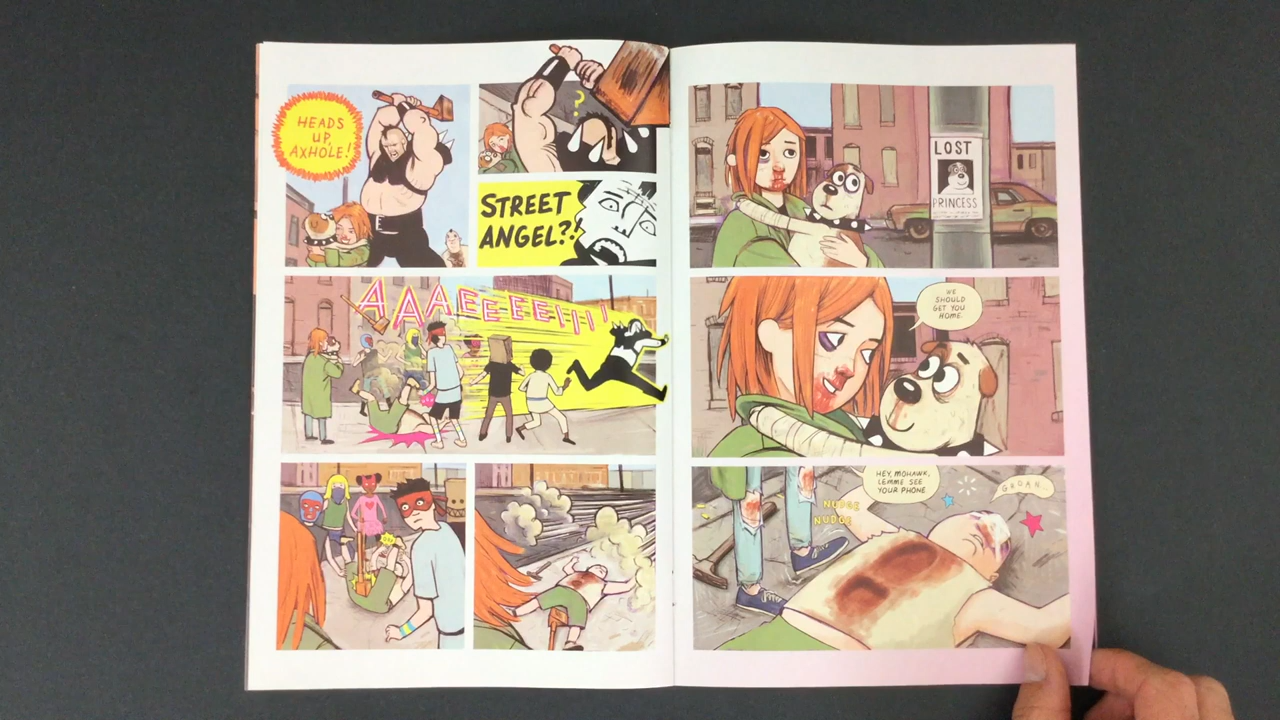 HEADS
UP,
AXHOLE!
?
STREET
ANGEL?!
AAAEEEEEIIII!
LOST
PRINCESS
WE
SHOULD
GET YOU
HOME.
HEY, MOHAWK,
LEMME SEE
YOUR PHONE
NUDGE
NUDGE
GROAN...